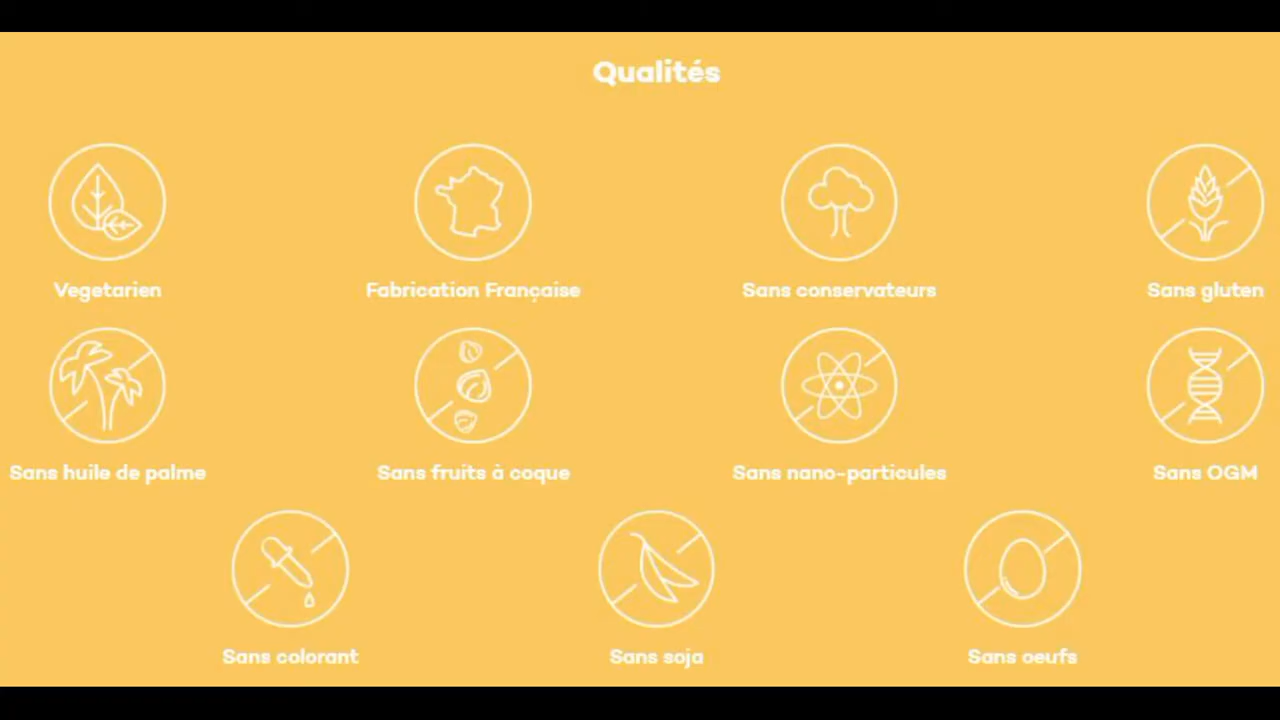 Qualités
Vegetarien
Fabrication Française
Sans conservateurs
Sans gluten
Sans huile de palme
Sans fruits à coque
Sans nano-particules
Sans OGM
Sans colorant
Sans soja
Sans oeufs